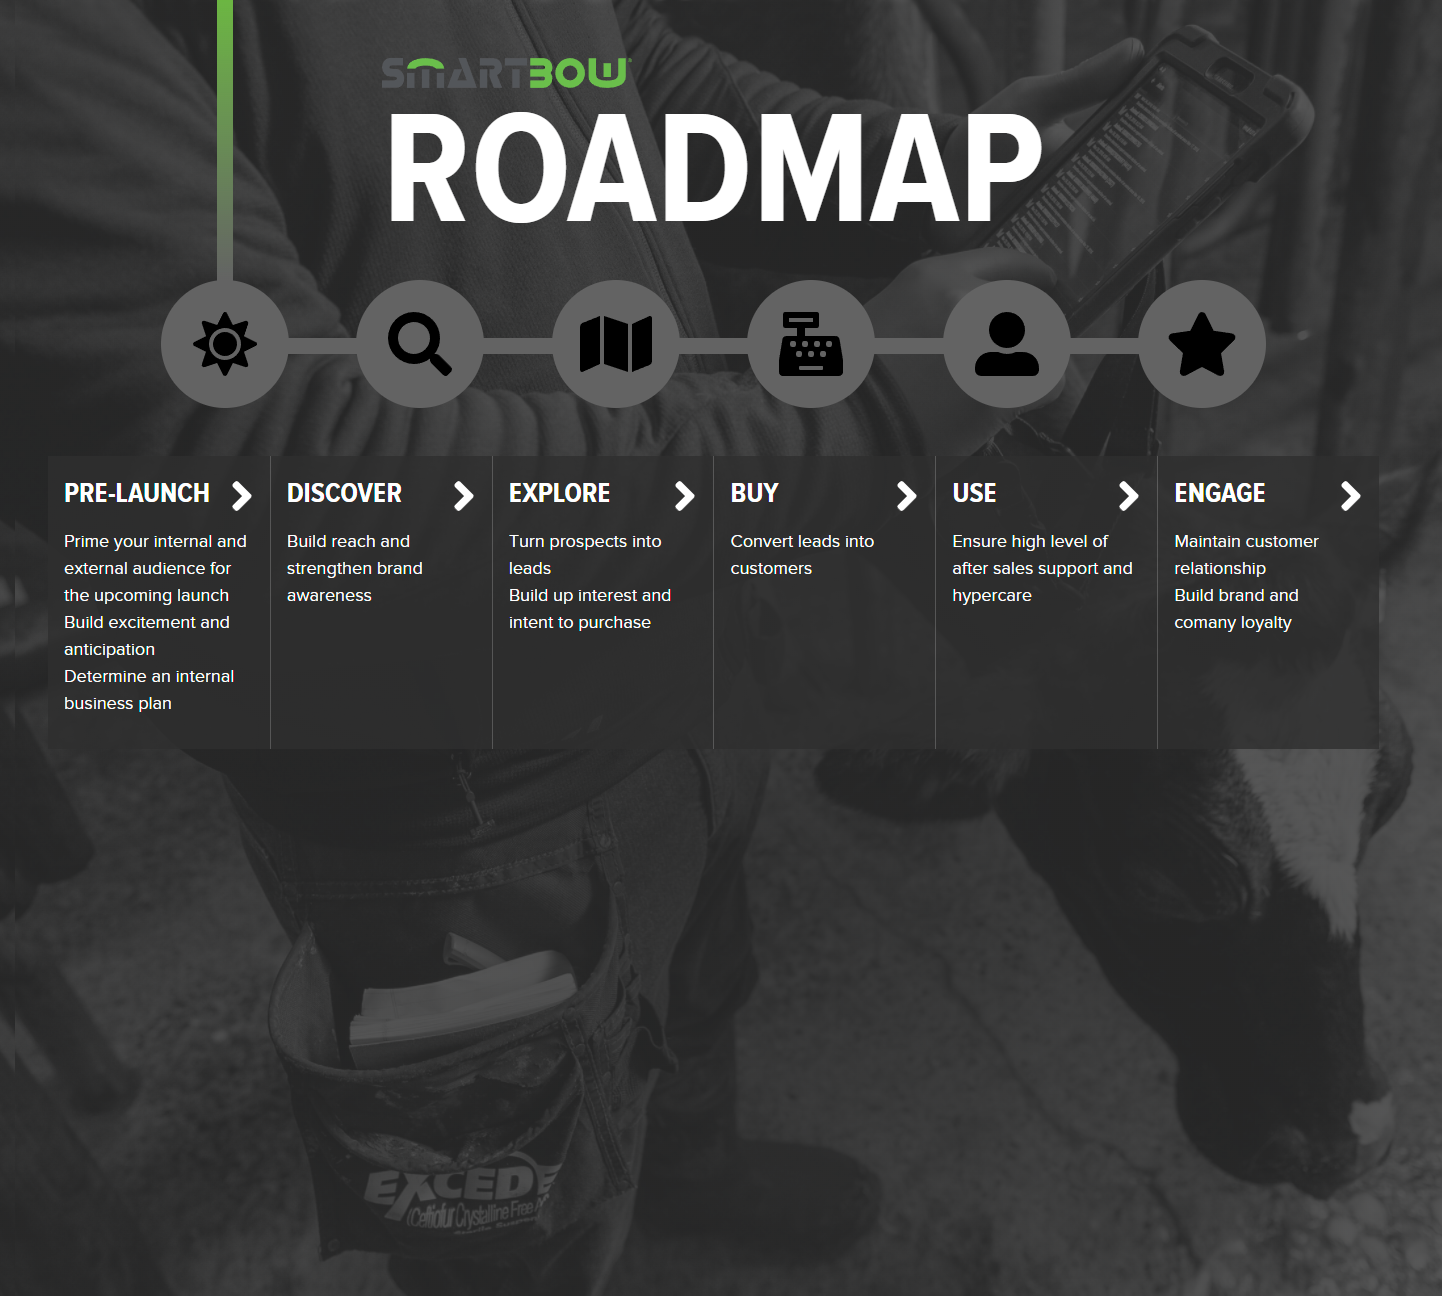 SMARTBOW
ROADMAP
PRE-LAUNCH
Prime your internal and
external audience for
the upcoming launch
Build excitement and
anticipation
Determine an internal
business plan
DISCOVER
Build reach and
strengthen brand
awareness
EXPLORE
Turn prospects into
leads
Build up interest and
intent to purchase
BUY
Convert leads into
customers
USE
Ensure high level of
after sales support and
hypercare
ENGAGE
Maintain customer
relationship
Build brand and
comany loyalty
EXCEDE
(Ceftiofur Crystalline Free A